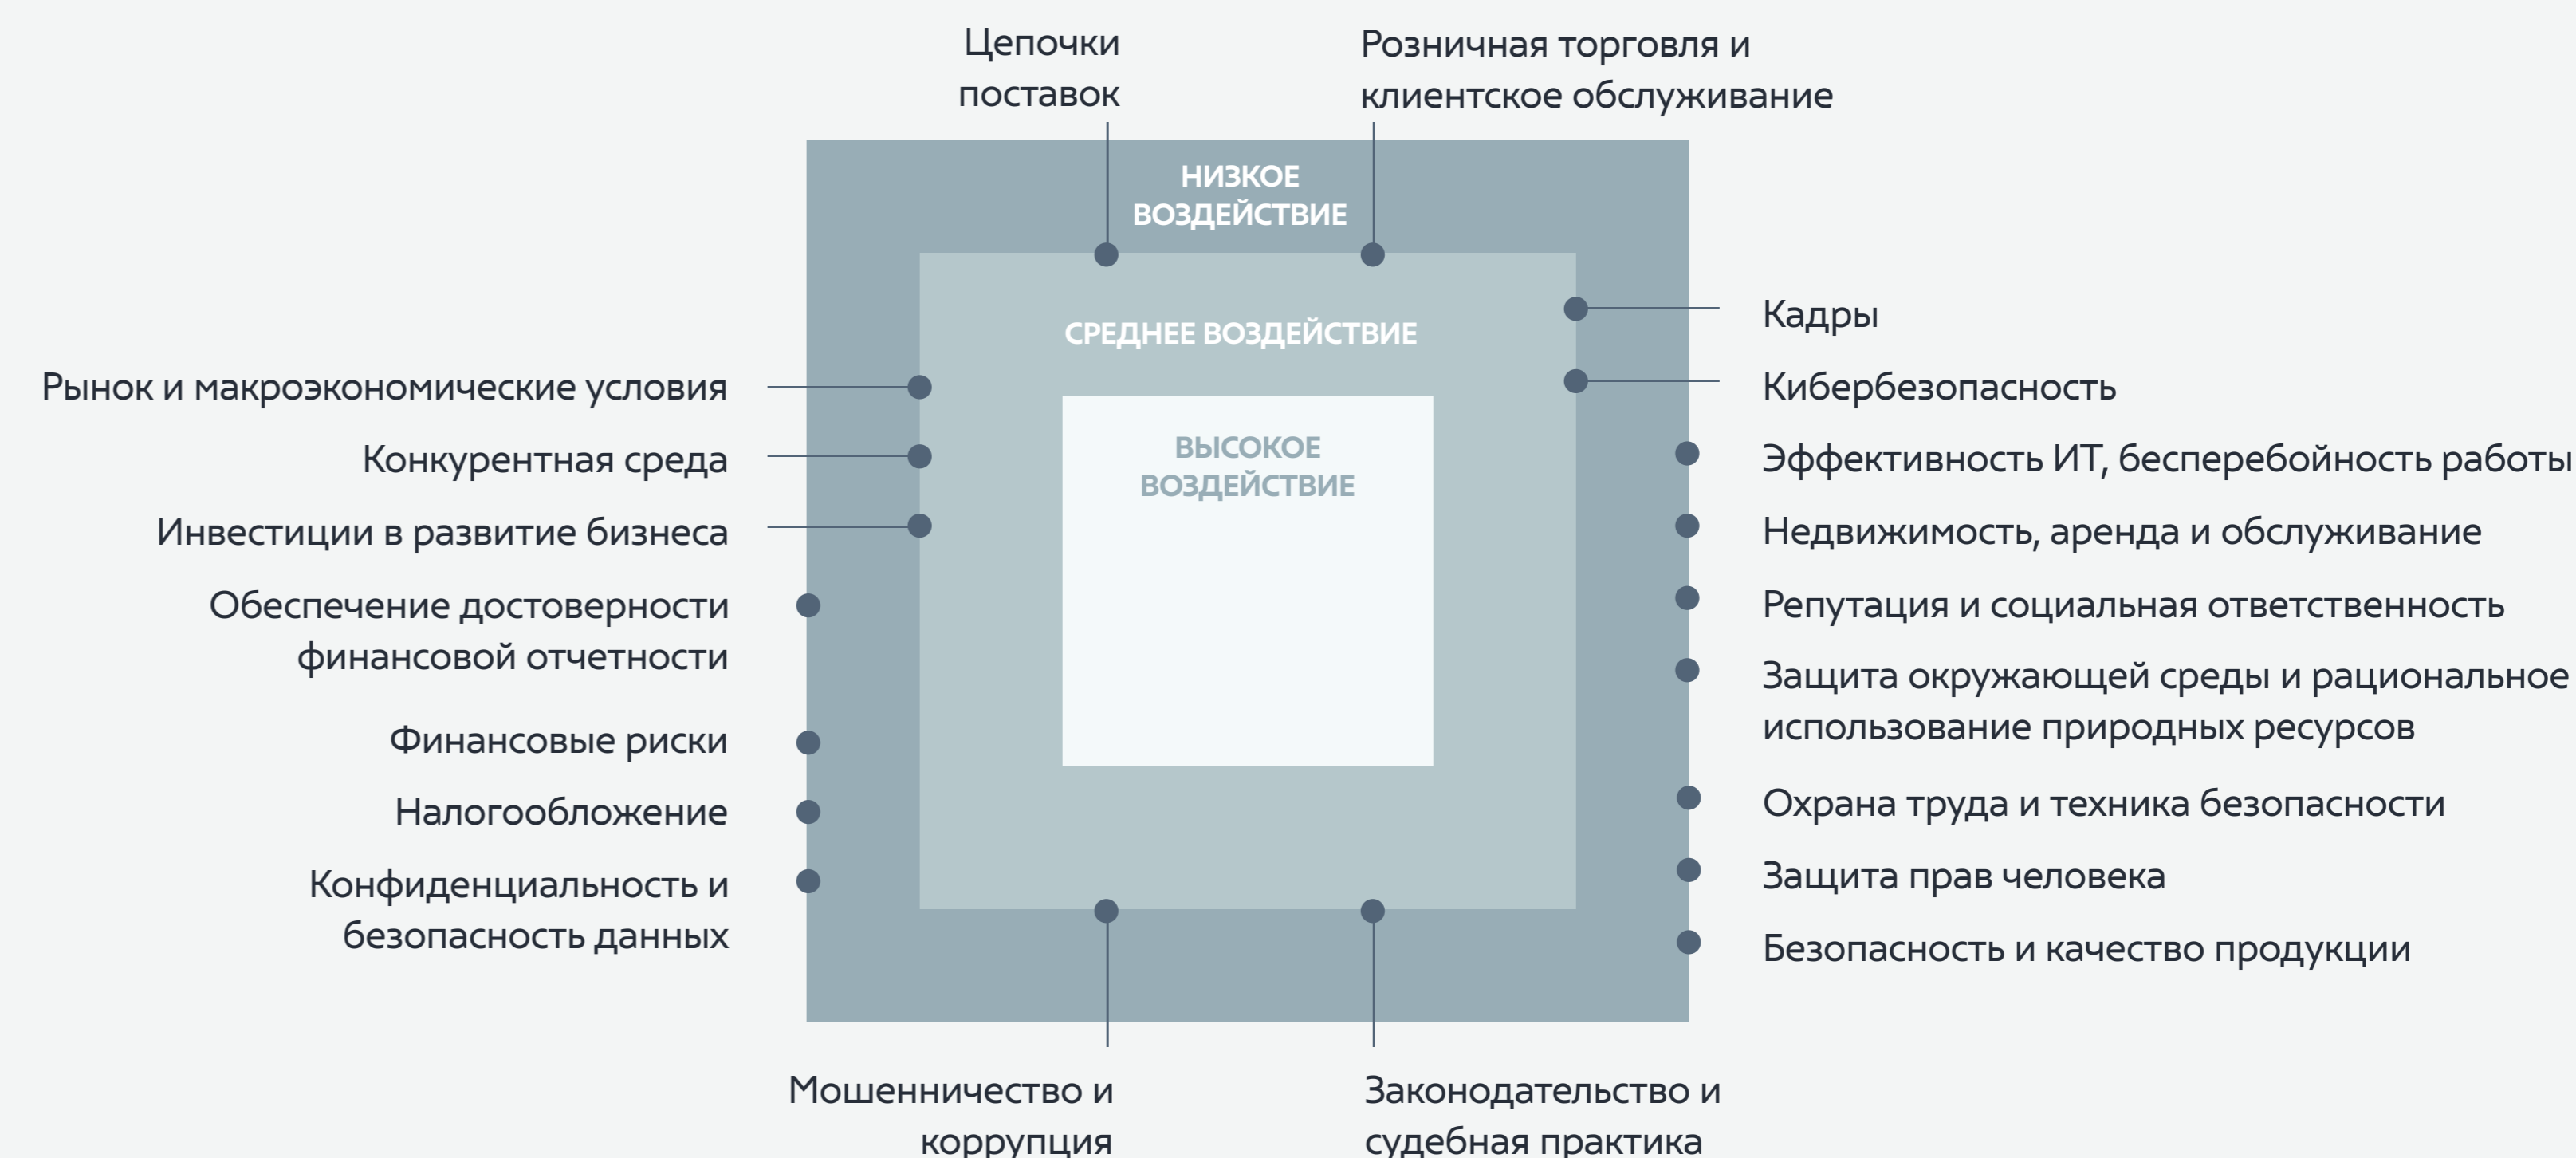 Цепочки
поставок
Розничная торговля и
клиентское обслуживание
НИЗКОЕ
ВОЗДЕЙСТВИЕ
СРЕДНЕЕ ВОЗДЕЙСТВИЕ
ВЫСОКОЕ
ВОЗДЕЙСТВИЕ
Рынок и макроэкономические условия
Конкурентная среда
Инвестиции в развитие бизнеса
Обеспечение достоверности
финансовой отчетности
Финансовые риски
Налогообложение
Конфиденциальность и
безопасность данных
Кадры
Кибербезопасность
Эффективность ИТ, бесперебойность работы
Недвижимость, аренда и обслуживание
Репутация и социальная ответственность
Защита окружающей среды и рациональное
использование природных ресурсов
Охрана труда и техника безопасности
Защита прав человека
Безопасность и качество продукции
Мошенничество и
коррупция
Законодательство и
судебная практика